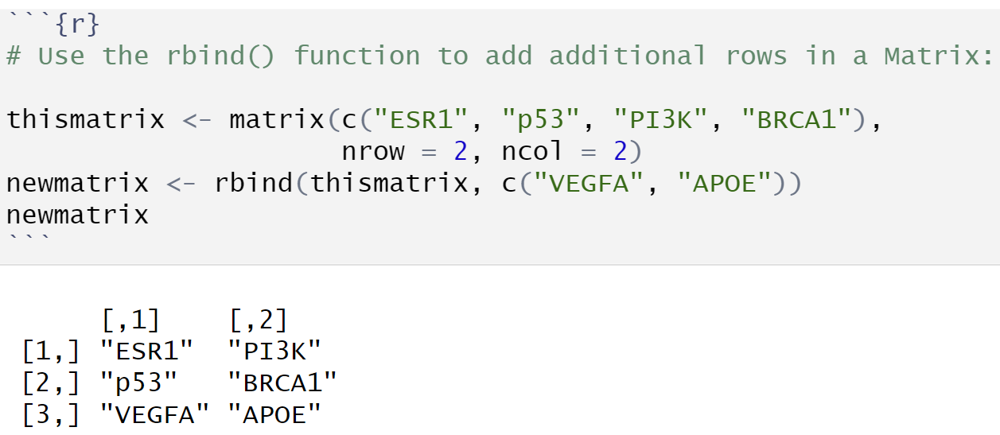 ```{r}
# Use the rbind() function to add additional rows in a Matrix:
thismatrix <- matrix(c("ESR1", "p53", "PI3K", "BRCA1"),
                     nrow = 2, ncol = 2)
newmatrix <- rbind(thismatrix, c("VEGFA", "APOE"))
newmatrix
```
     [,1]    [,2]
[1,] "ESR1"  "PI3K"
[2,] "p53"   "BRCA1"
[3,] "VEGFA" "APOE"